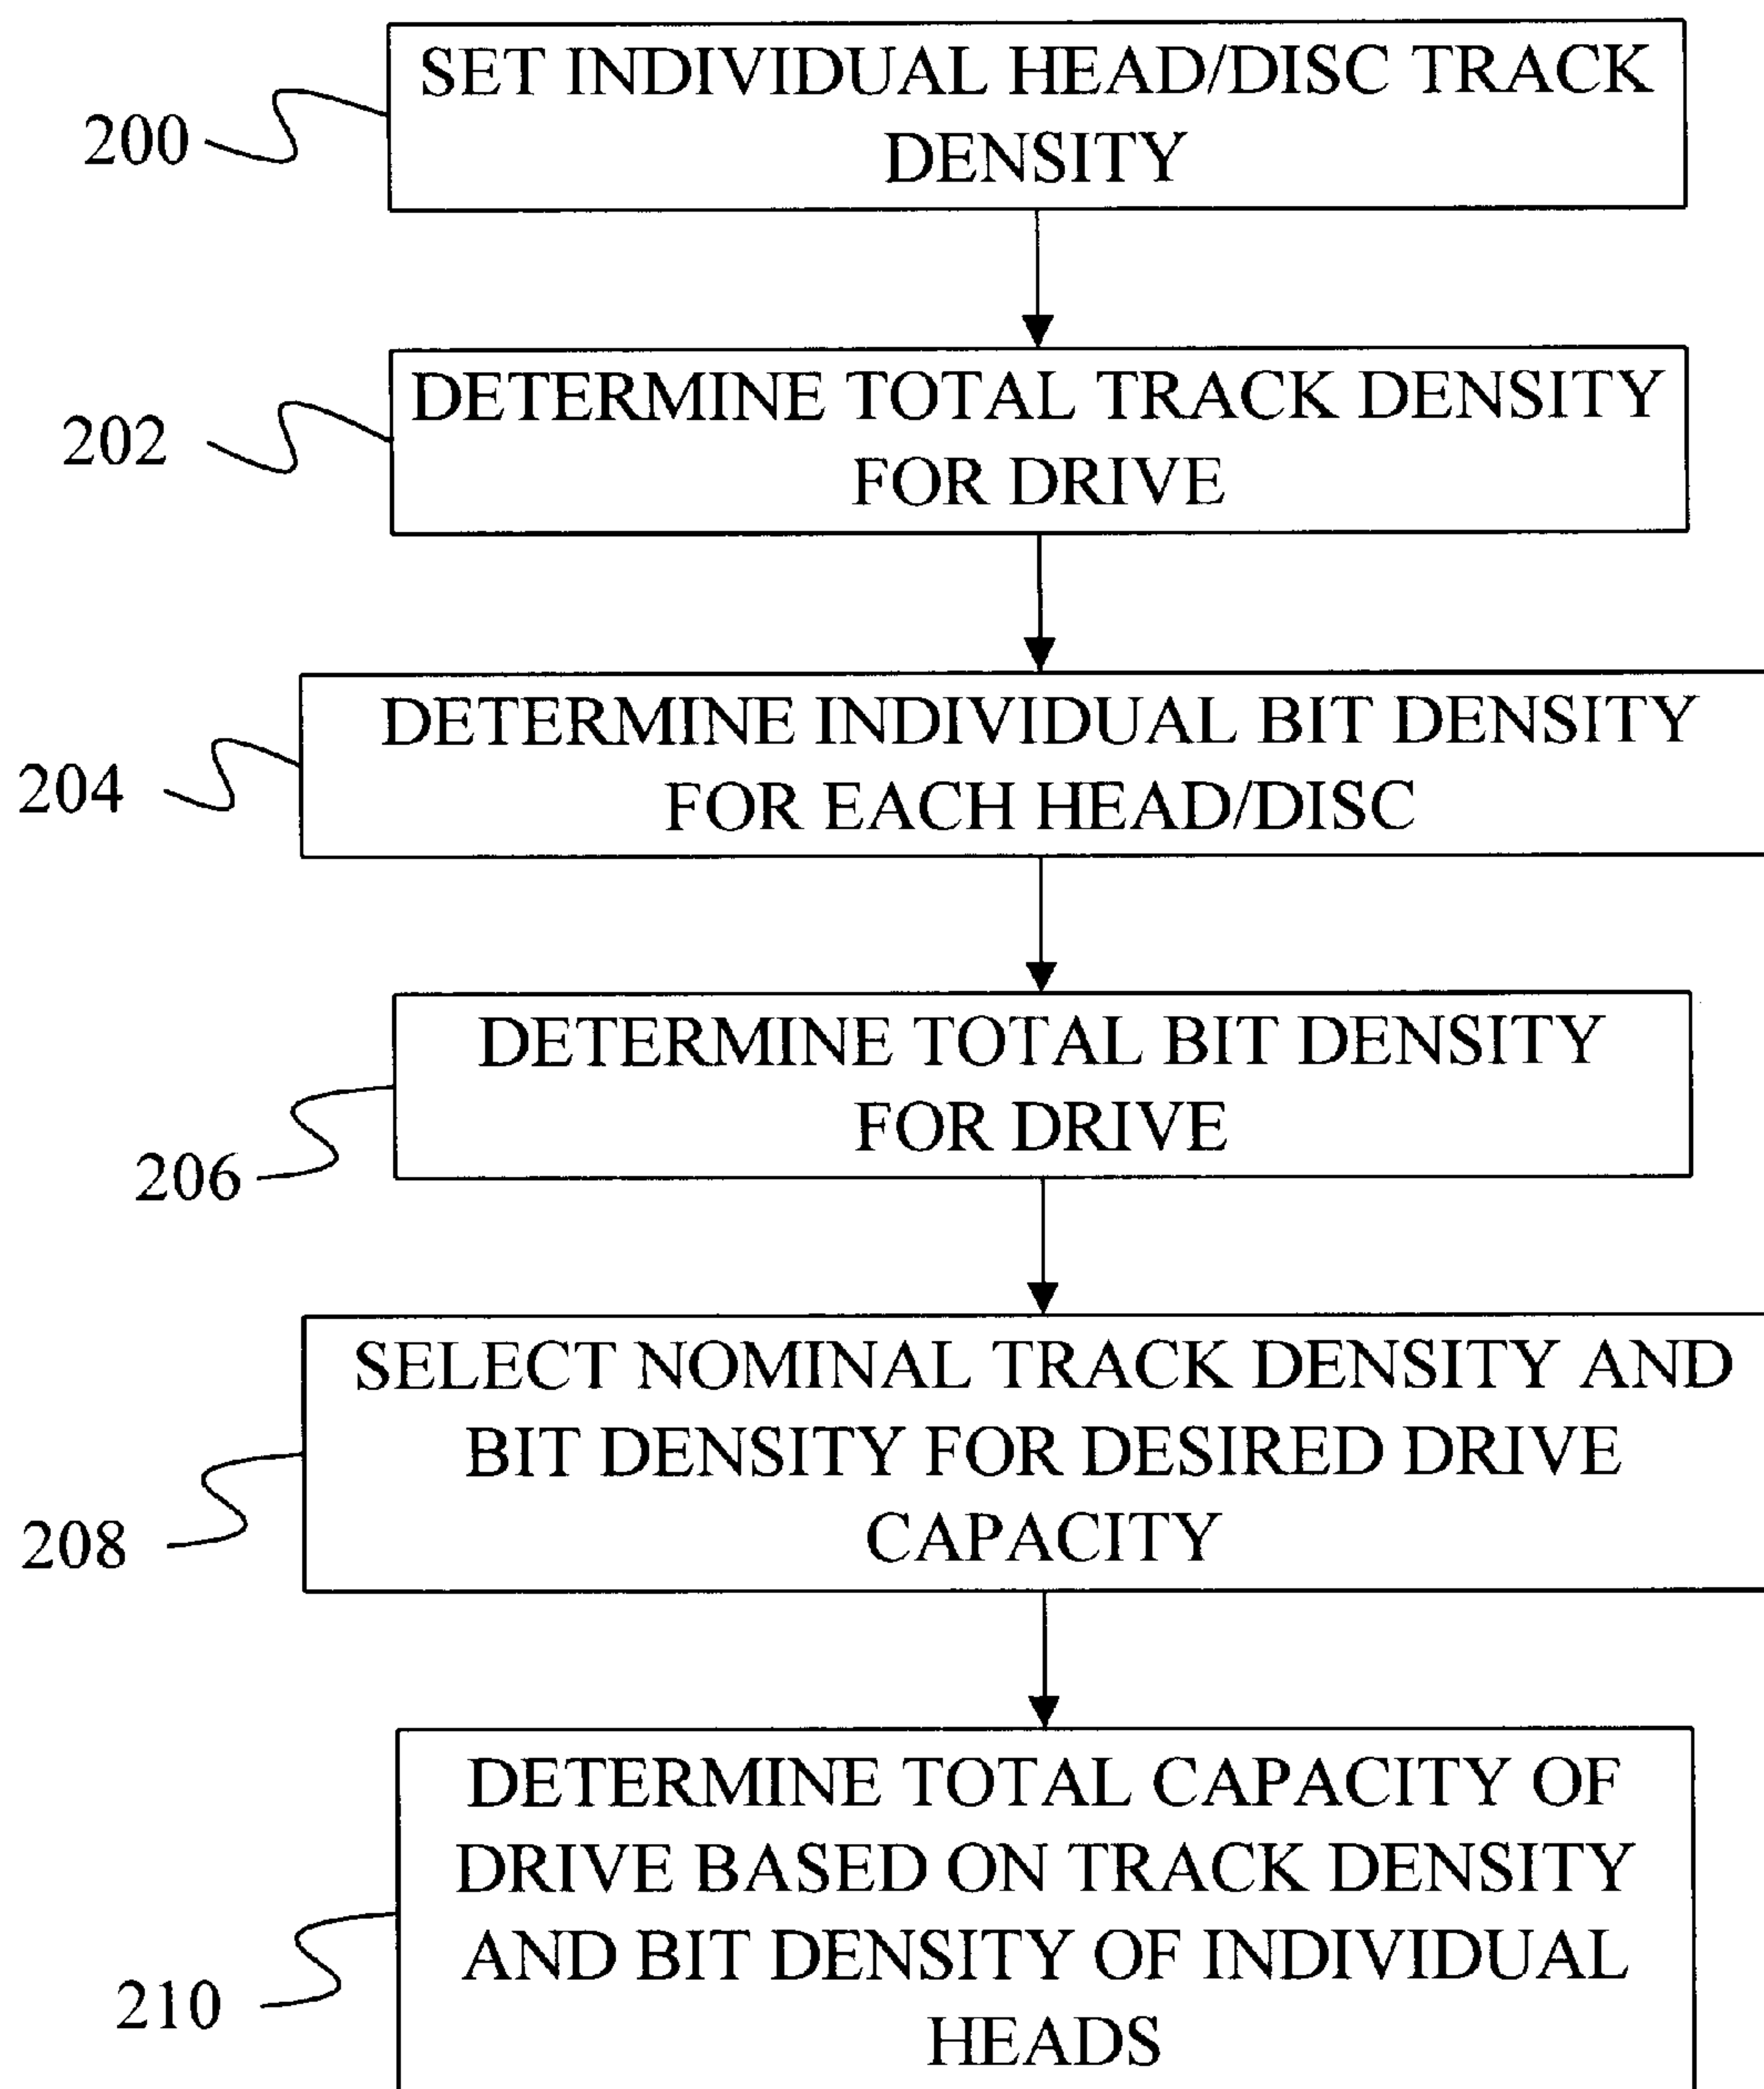 SET INDIVIDUAL HEAD/DISC TRACK
DENSITY
200
DETERMINE TOTAL TRACK DENSITY
FOR DRIVE
202
DETERMINE INDIVIDUAL BIT DENSITY
FOR EACH HEAD/DISC
204
DETERMINE TOTAL BIT DENSITY
FOR DRIVE
206
SELECT NOMINAL TRACK DENSITY AND
BIT DENSITY FOR DESIRED DRIVE
CAPACITY
208
DETERMINE TOTAL CAPACITY OF
DRIVE BASED ON TRACK DENSITY
AND BIT DENSITY OF INDIVIDUAL
HEADS
210